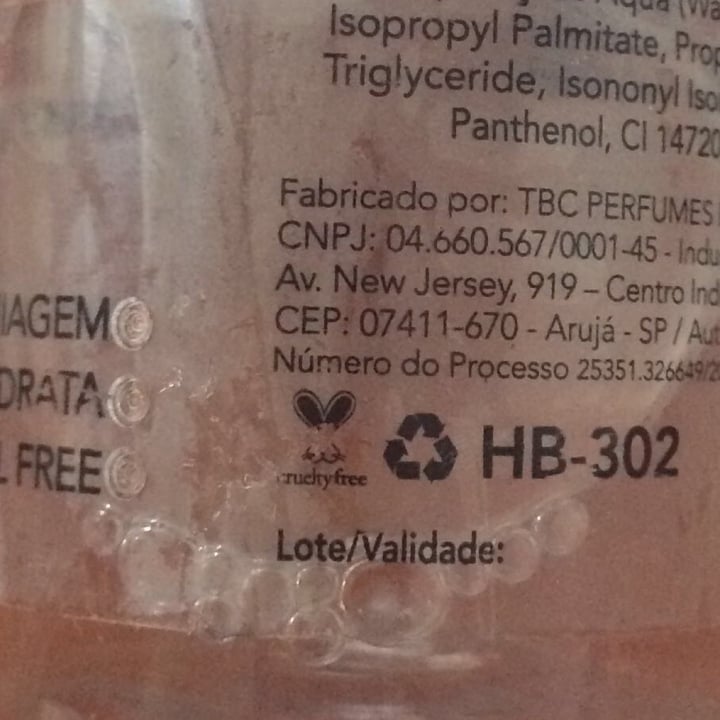 Isopropyl Palmitate, Prop
Triglyceride, Isononyl Iso
Panthenol, CI 14720
Fabricado por: TBC PERFUMES
CNPJ: 04.660.567/0001-45 - Indu
Av. New Jersey, 919 – Centro Ind
CEP: 07411-670 - Arujá - SP / Aut
Número do Processo 25351.326649/2
IAGEM
DRATA
L FREE
crueltyfree
HB-302
Lote/Validade: